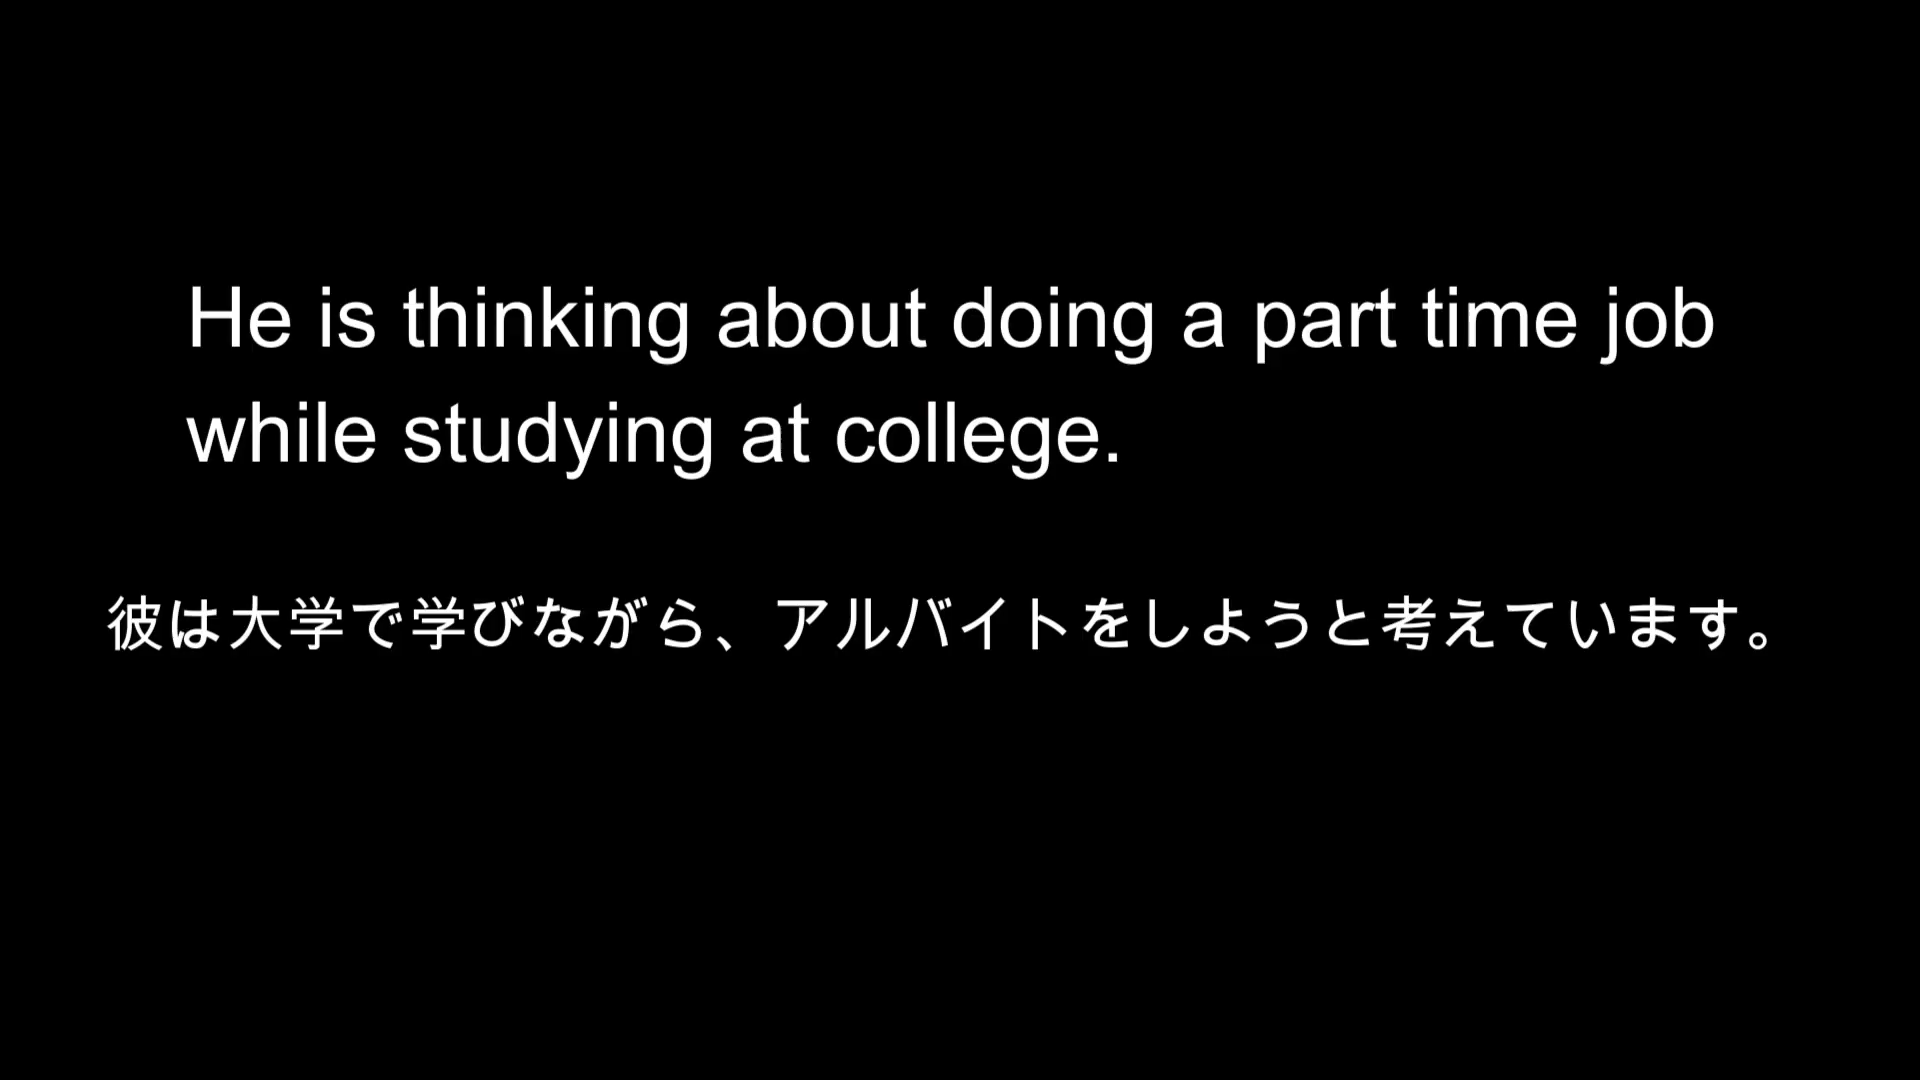 He is thinking about doing a part time job
while studying at college.
彼は大学で学びながら、アルバイトをしようと考えています。